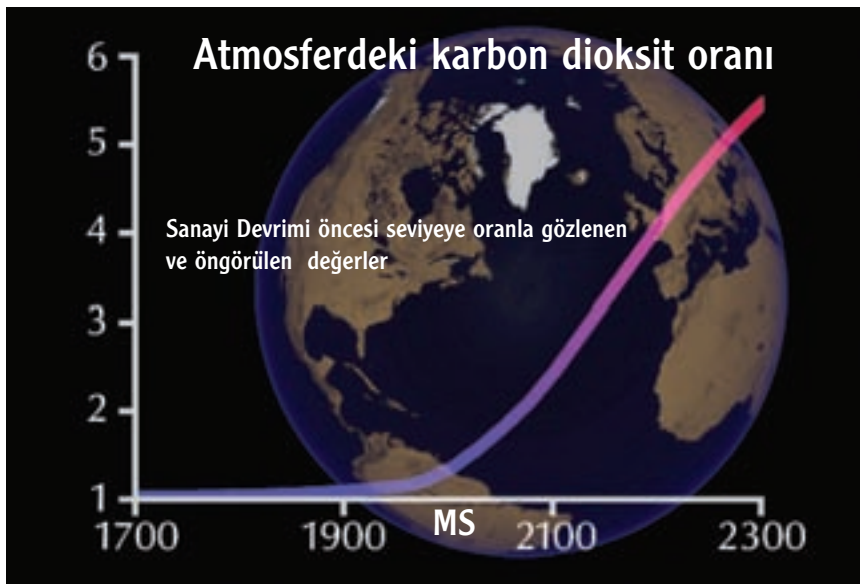 Atmosferdeki karbon dioksit oranı
6
5
Sanayi Devrimi öncesi seviyeye oranla gözlenen
ve öngörülen değerler
4
3
2
1
MS
1700 1900 2100 2300